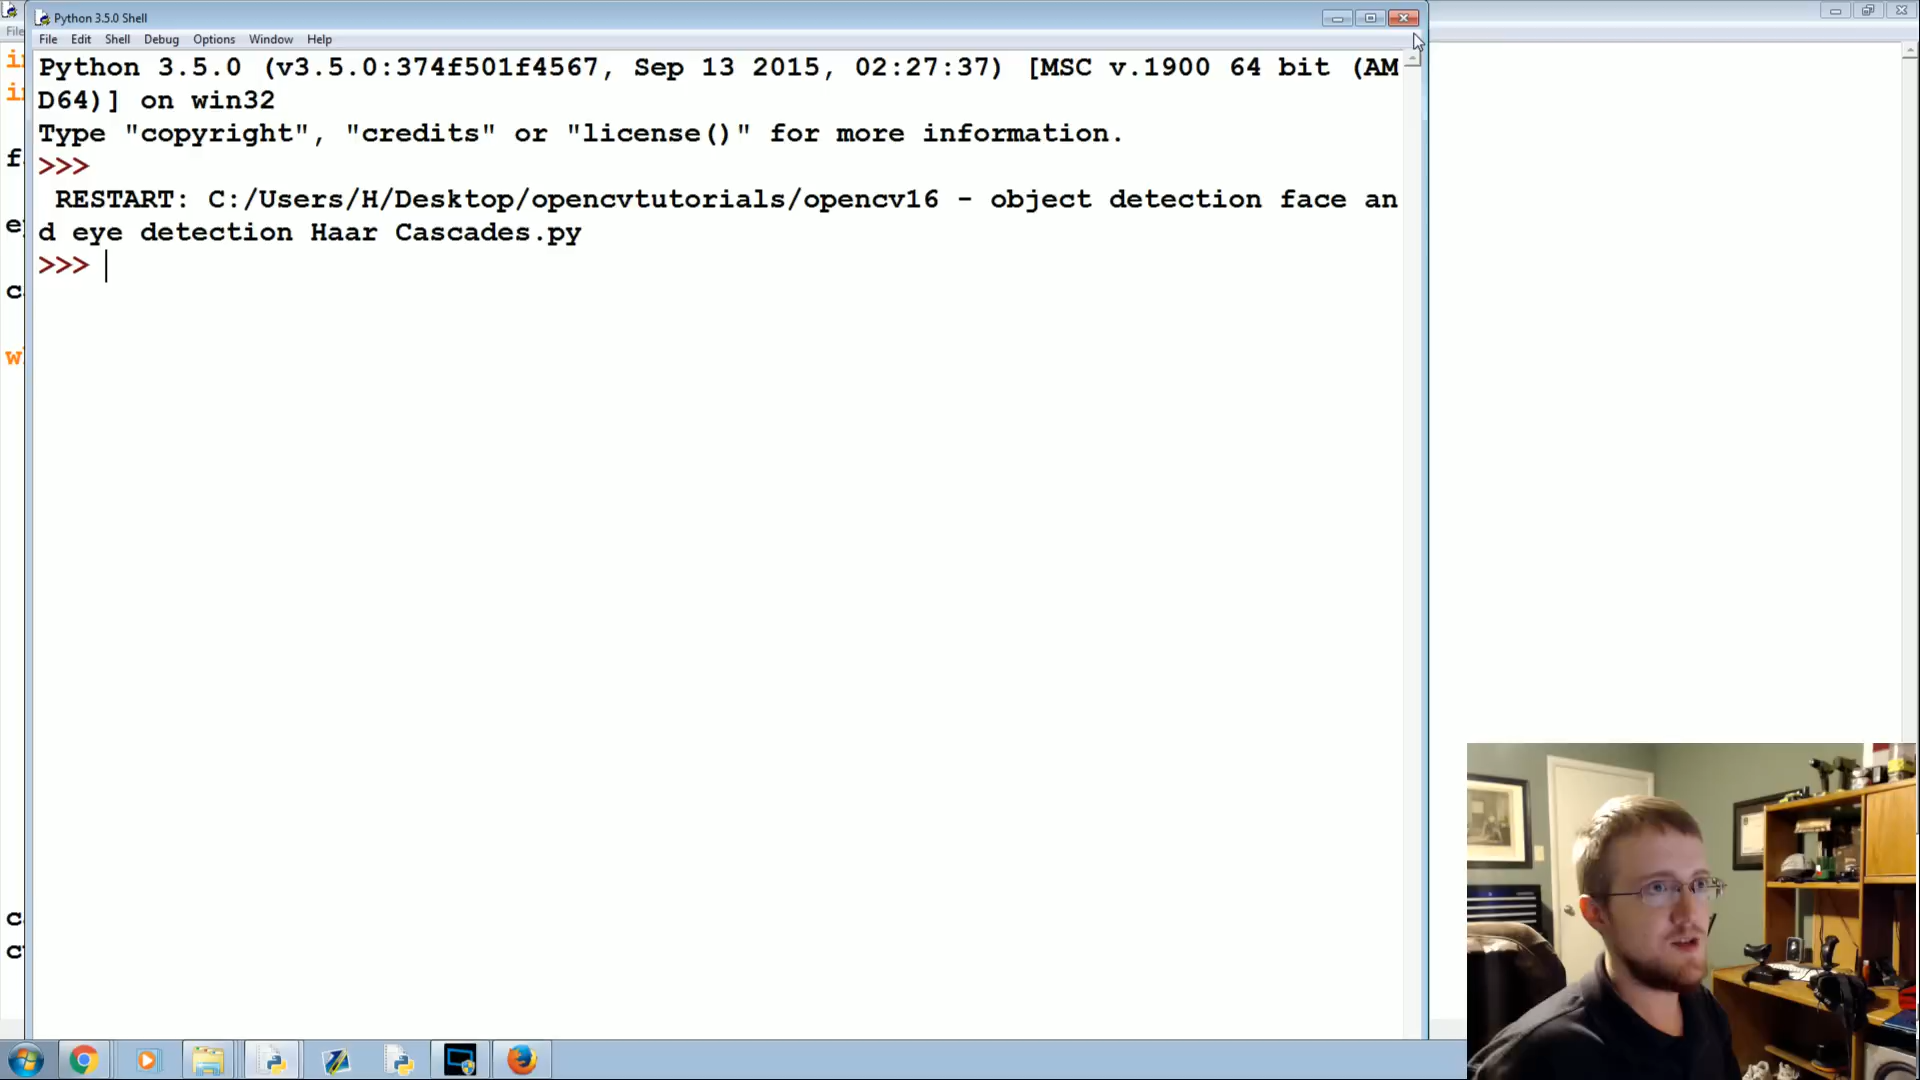 Python 3.5.0 Shell
File Edit Shell Debug Options Window Help
Python 3.5.0 (v3.5.0:374f501f4567, Sep 13 2015, 02:27:37) [MSC v.1900 64 bit (AM
D64)] on win32
Type "copyright", "credits" or "license()" for more information.
>>>
RESTART: C:/Users/H/Desktop/opencvtutorials/opencv16 - object detection face an
d eye detection Haar Cascades.py
>>>